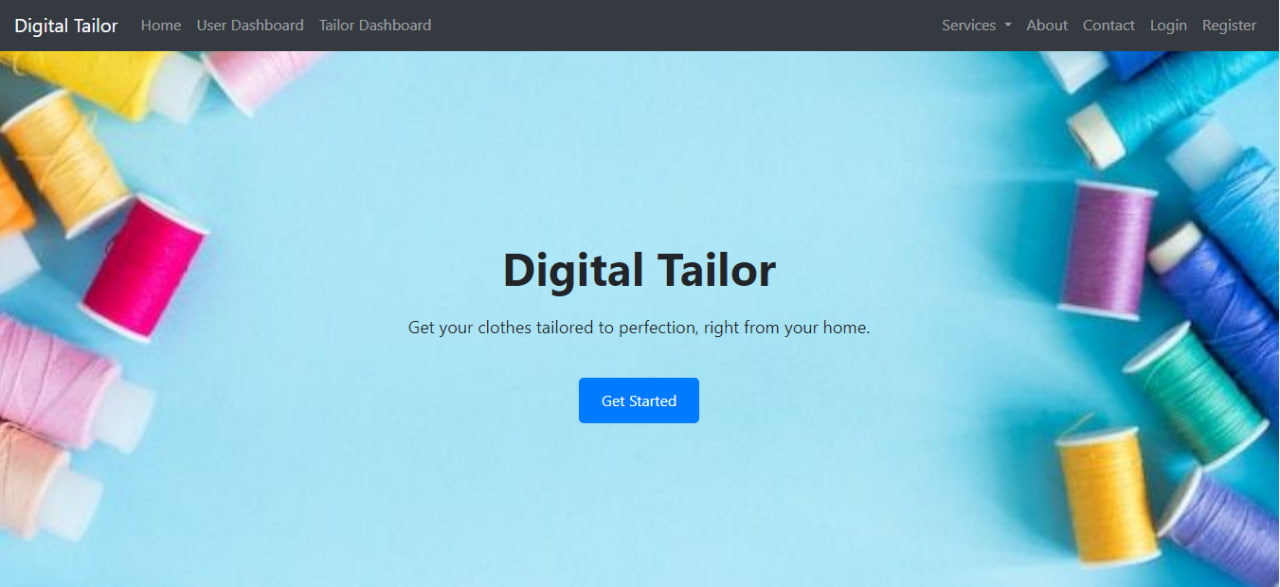 Digital Tailor Home User Dashboard Tailor Dashboard Services About Contact Login Register
Digital Tailor
Get your clothes tailored to perfection, right from your home.
Get Started